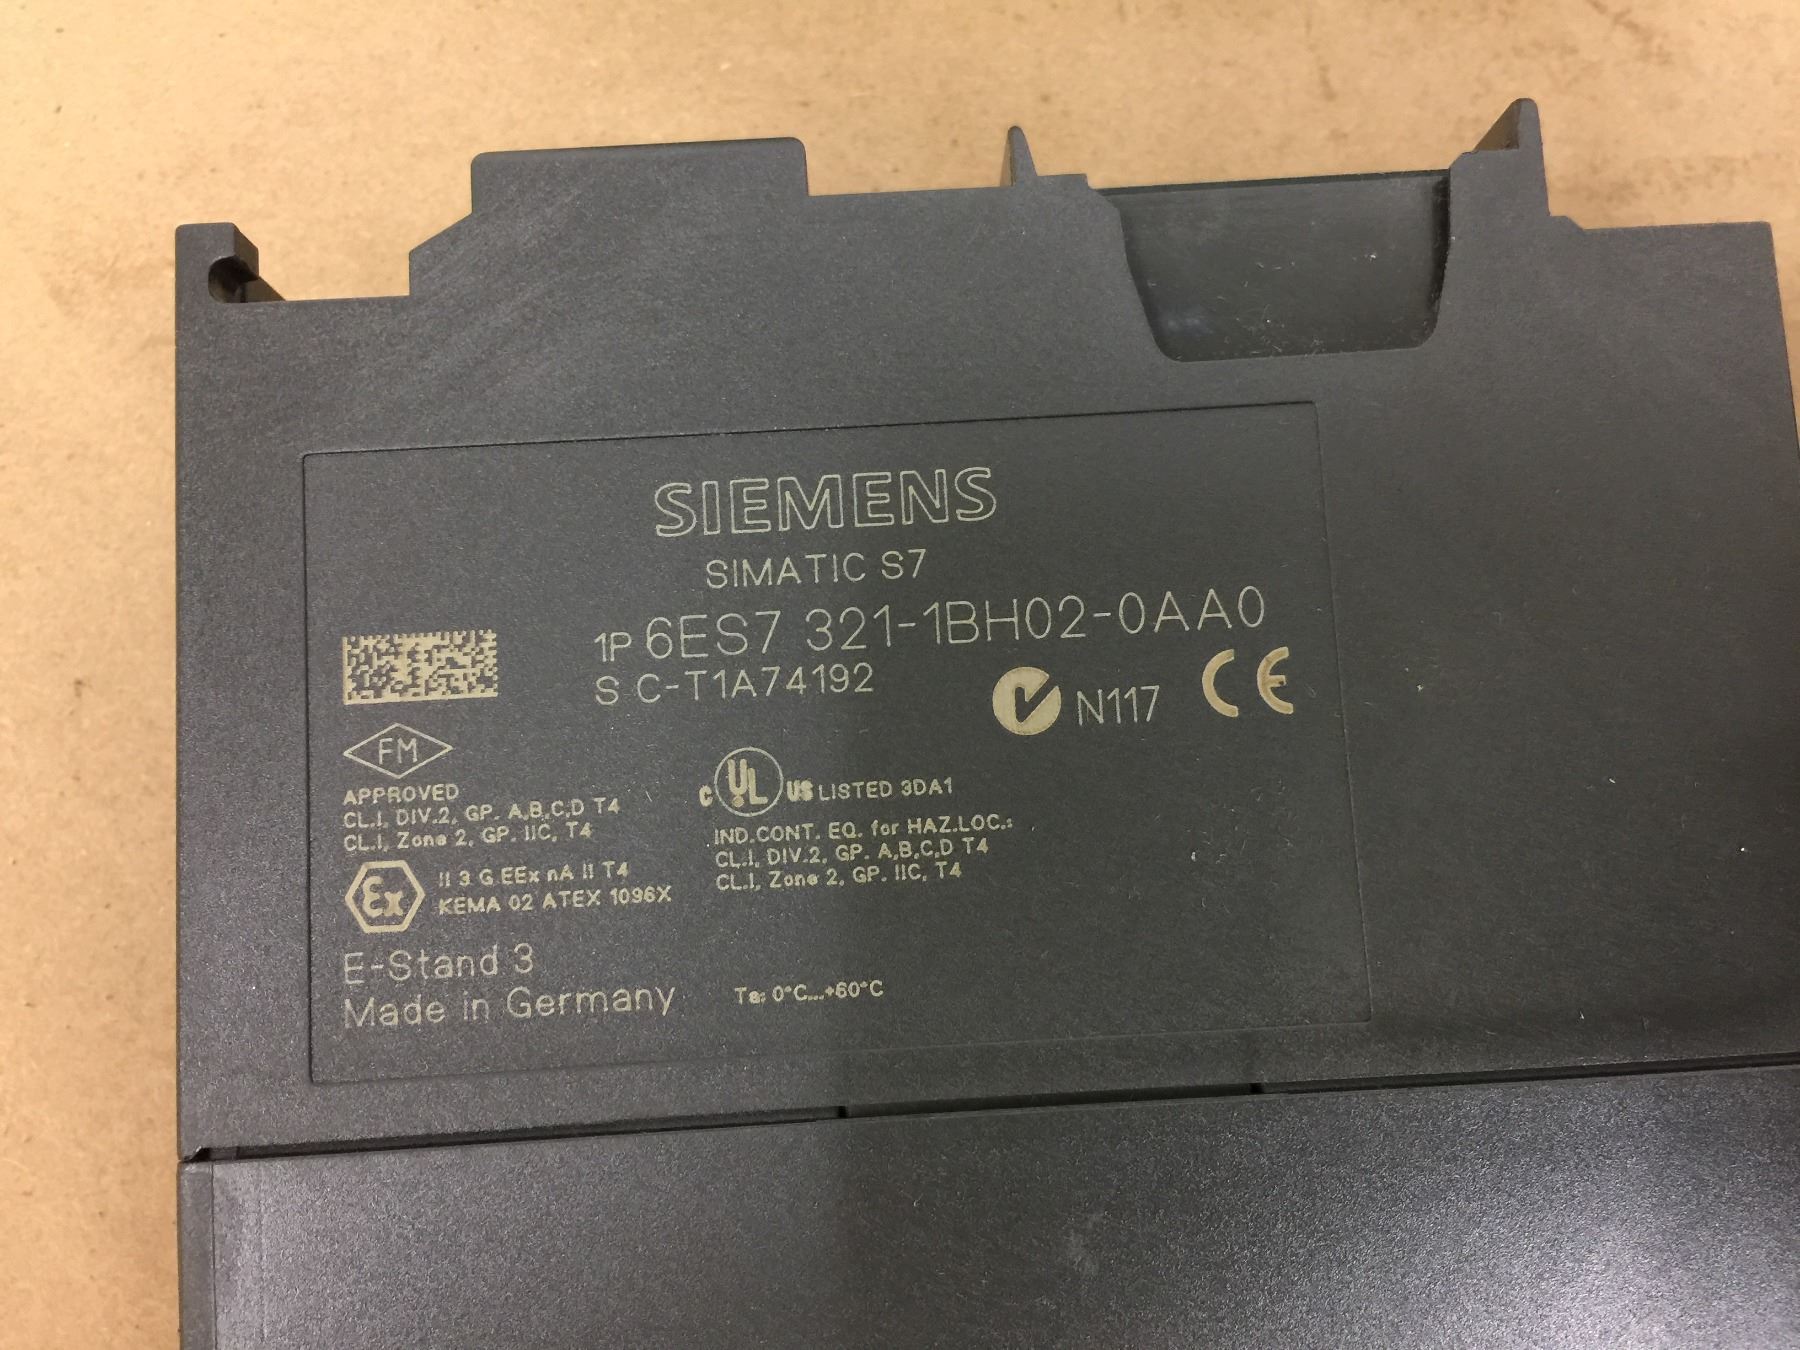 SIEMENS
SIMATIC S7
1P 6ES7 321-1BH02-0AA0
S C-T1A74192
N117 CE
FM
APPROVED
CL.I, DIV.2, GP. A,B,C,D T4
CL.I, Zone 2, GP. IIC, T4
C UL US LISTED 3DA1
IND.CONT. EQ. for HAZ.LOC.:
CL.I, DIV.2, GP. A,B,C,D T4
CL.I, Zone 2, GP. IIC, T4
Ex II 3 G EEx nA II T4
KEMA 02 ATEX 1096X
E-Stand 3
Made in Germany
Ta: 0°C...+60°C